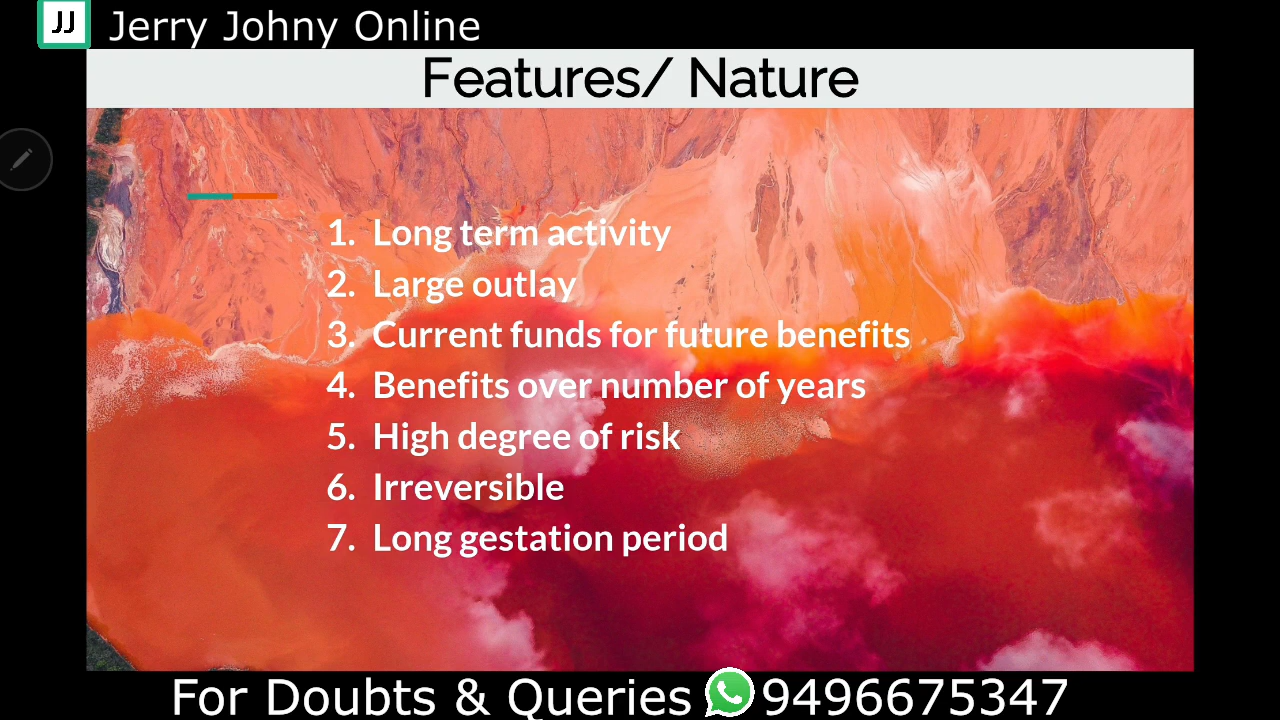 JJ Jerry Johny Online
Features/ Nature
1. Long term activity
2. Large outlay
3. Current funds for future benefits
4. Benefits over number of years
5. High degree of risk
6. Irreversible
7. Long gestation period
For Doubts & Queries 9496675347